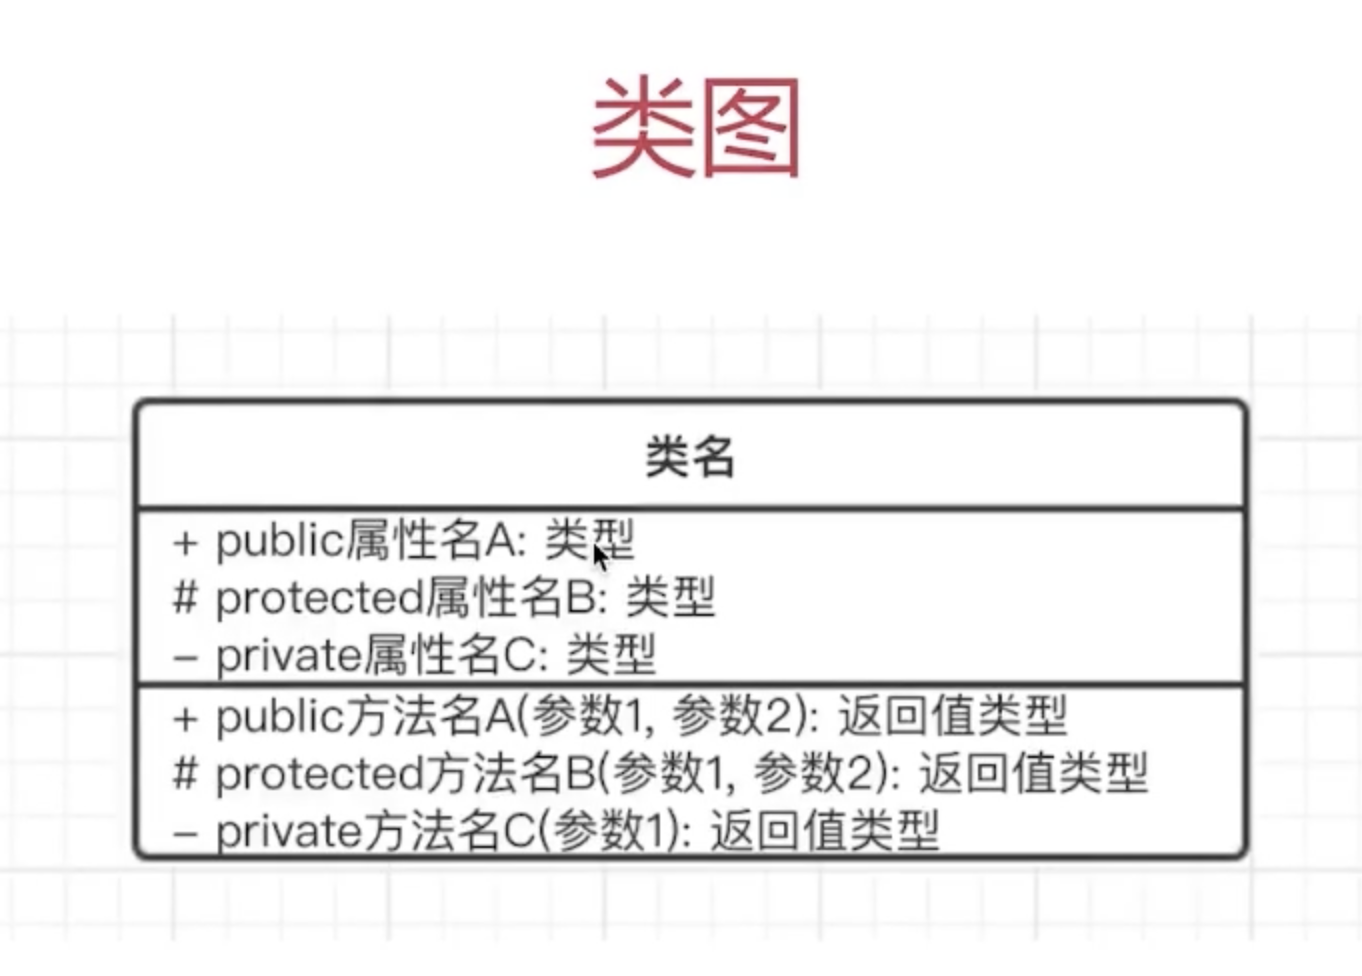 类图
类名
+ public属性名A: 类型
# protected属性名B: 类型
– private属性名C: 类型
+ public方法名A(参数1, 参数2): 返回值类型
# protected方法名B(参数1, 参数2): 返回值类型
– private方法名C(参数1): 返回值类型